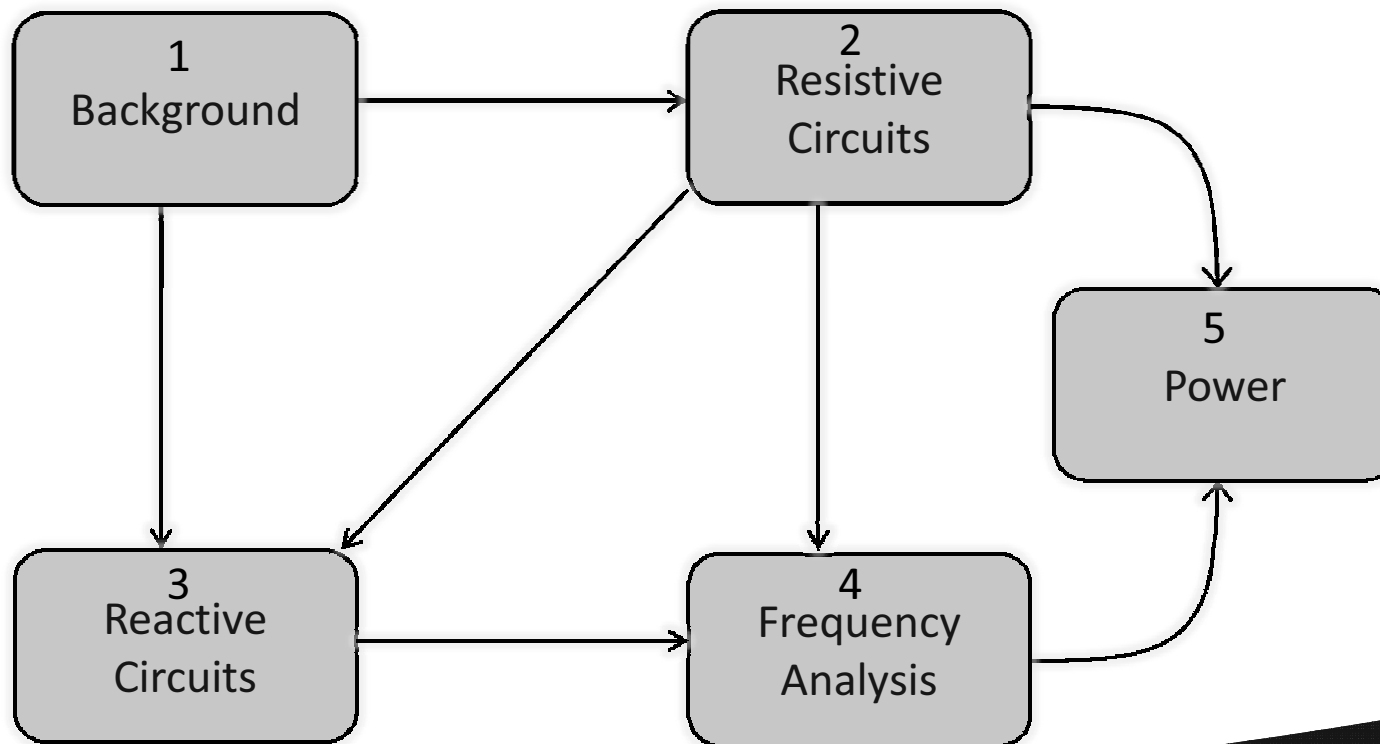 1
Background
2
Resistive
Circuits
5
Power
3
Reactive
Circuits
4
Frequency
Analysis